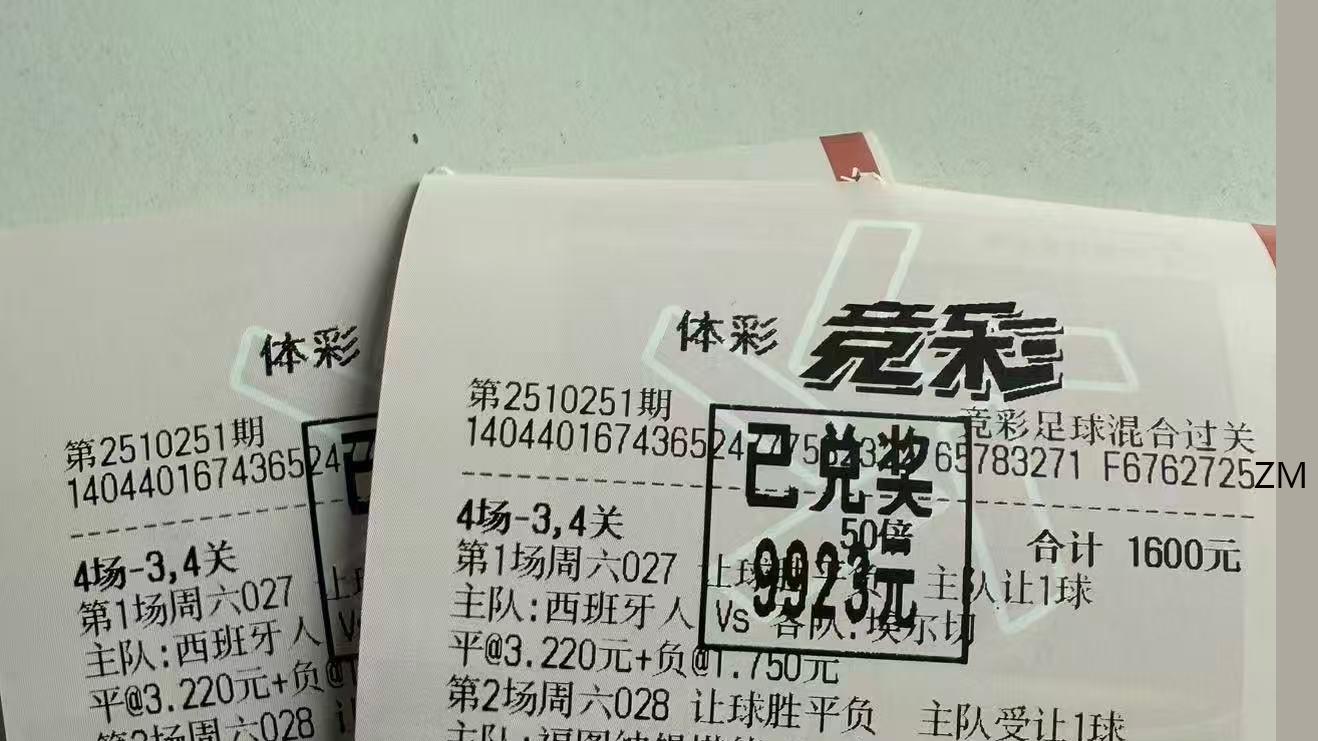 体彩
第2510251期
4场-3,4关
第1场周六027
主队:西班牙人
平@3.220元+负@1
体彩 竞彩
第2510251期 竞彩足球混合过关
65783271 F6762725ZM
已兑奖
9923元
4场-3,4关 50倍 合计 1600元
第1场周六027 主队让1球
主队:西班牙人 Vs 客队:埃尔切
平@3.220元+负@1.750元
第2场周六028 让球胜平负 主队受让1球